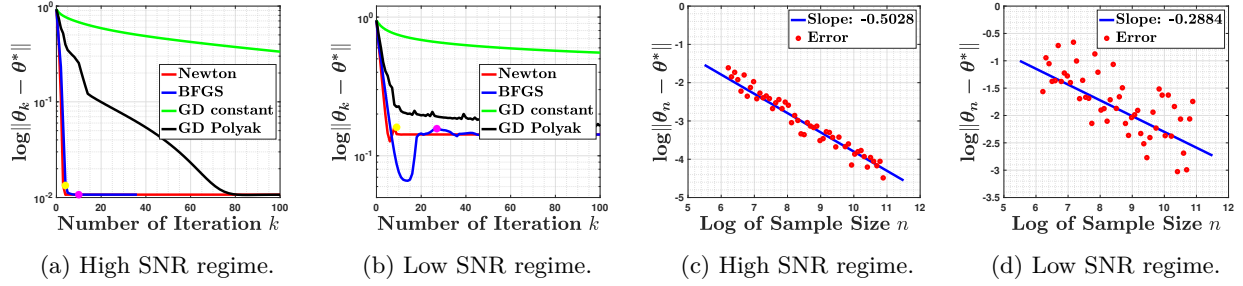 10^0
10^-1
10^-2
0 20 40 60 80 100
log||θ_k − θ*||
Number of Iteration k
Newton
BFGS
GD constant
GD Polyak
(a) High SNR regime.
10^0
10^-1
0 20 40 60 80 100
log||θ_k − θ*||
Number of Iteration k
Newton
BFGS
GD constant
GD Polyak
(b) Low SNR regime.
0
-1
-2
-3
-4
-5
5 6 7 8 9 10 11 12
log||θ_n − θ*||
Log of Sample Size n
Slope: -0.5028
Error
(c) High SNR regime.
0
-0.5
-1
-1.5
-2
-2.5
-3
-3.5
5 6 7 8 9 10 11 12
log||θ_n − θ*||
Log of Sample Size n
Slope: -0.2884
Error
(d) Low SNR regime.